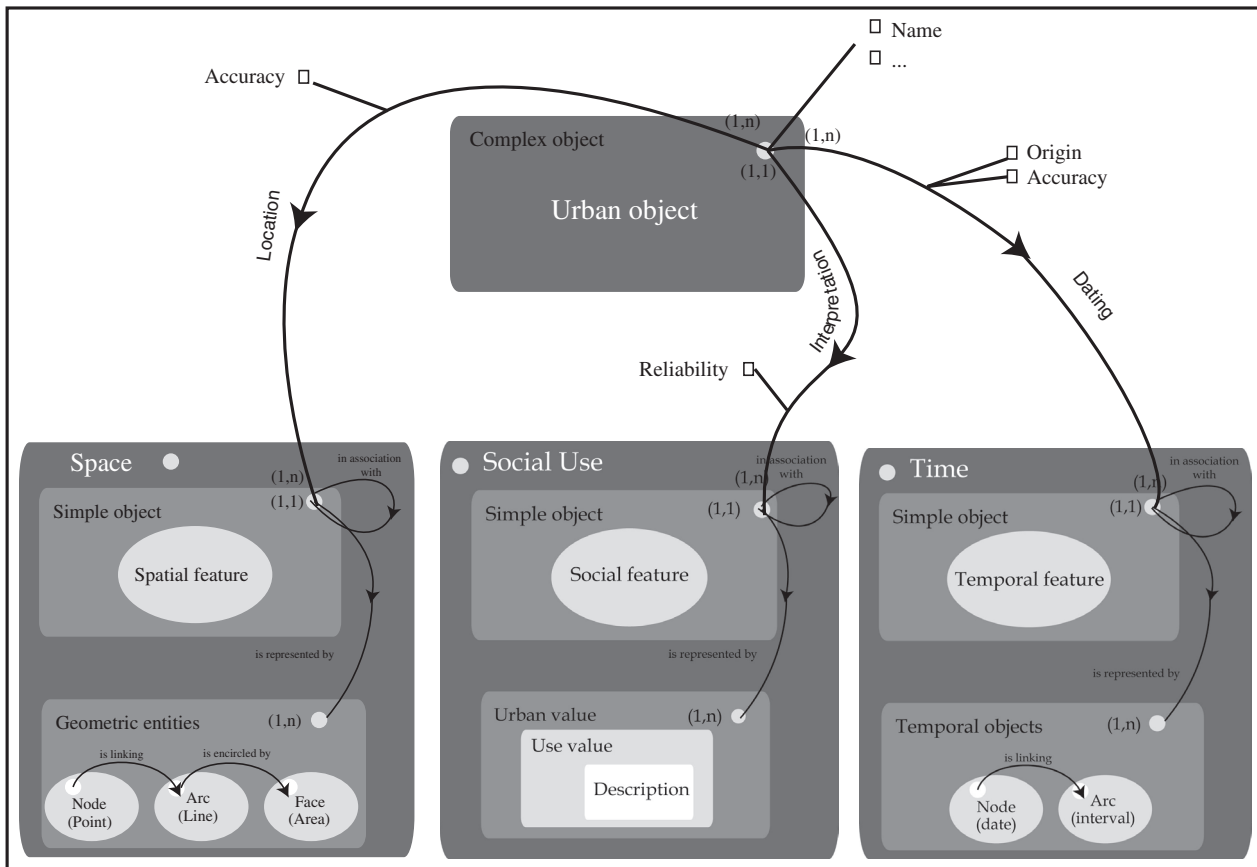 Name
...
Accuracy
(1,n)
(1,n)
Complex object
(1,1)
Origin
Accuracy
Urban object
Location
Interpretation
Dating
Reliability
Space
(1,n)
in association
with
(1,1)
Simple object
Spatial feature
is represented by
Geometric entities
(1,n)
is linking
is encircled by
Node
(Point)
Arc
(Line)
Face
(Area)
Social Use
in association
with
(1,n)
(1,1)
Simple object
Social feature
is represented by
Urban value
(1,n)
Use value
Description
Time
in association
with
(1,n)
(1,1)
Simple object
Temporal feature
is represented by
Temporal objects
(1,n)
is linking
Node
(date)
Arc
(interval)